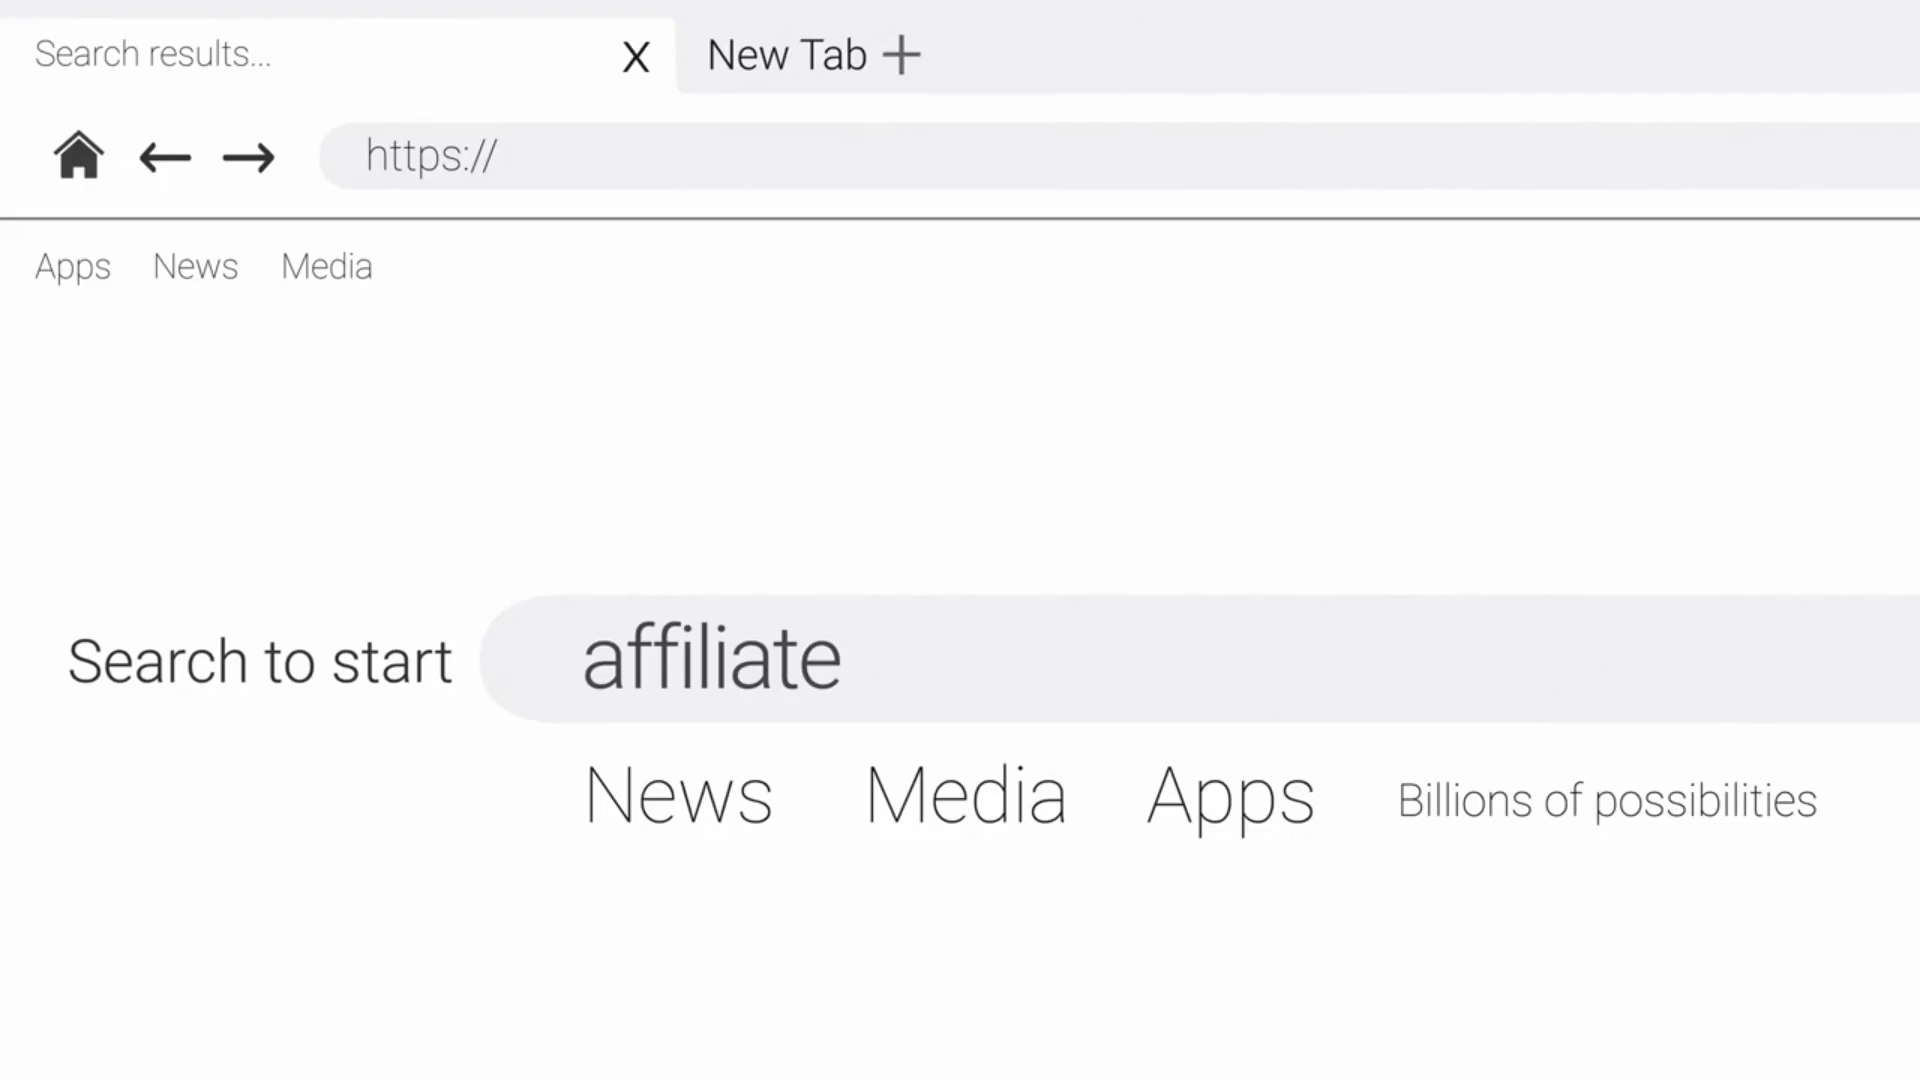 Search results... X New Tab +
https://
Apps News Media
Search to start affiliate
News Media Apps Billions of possibilities